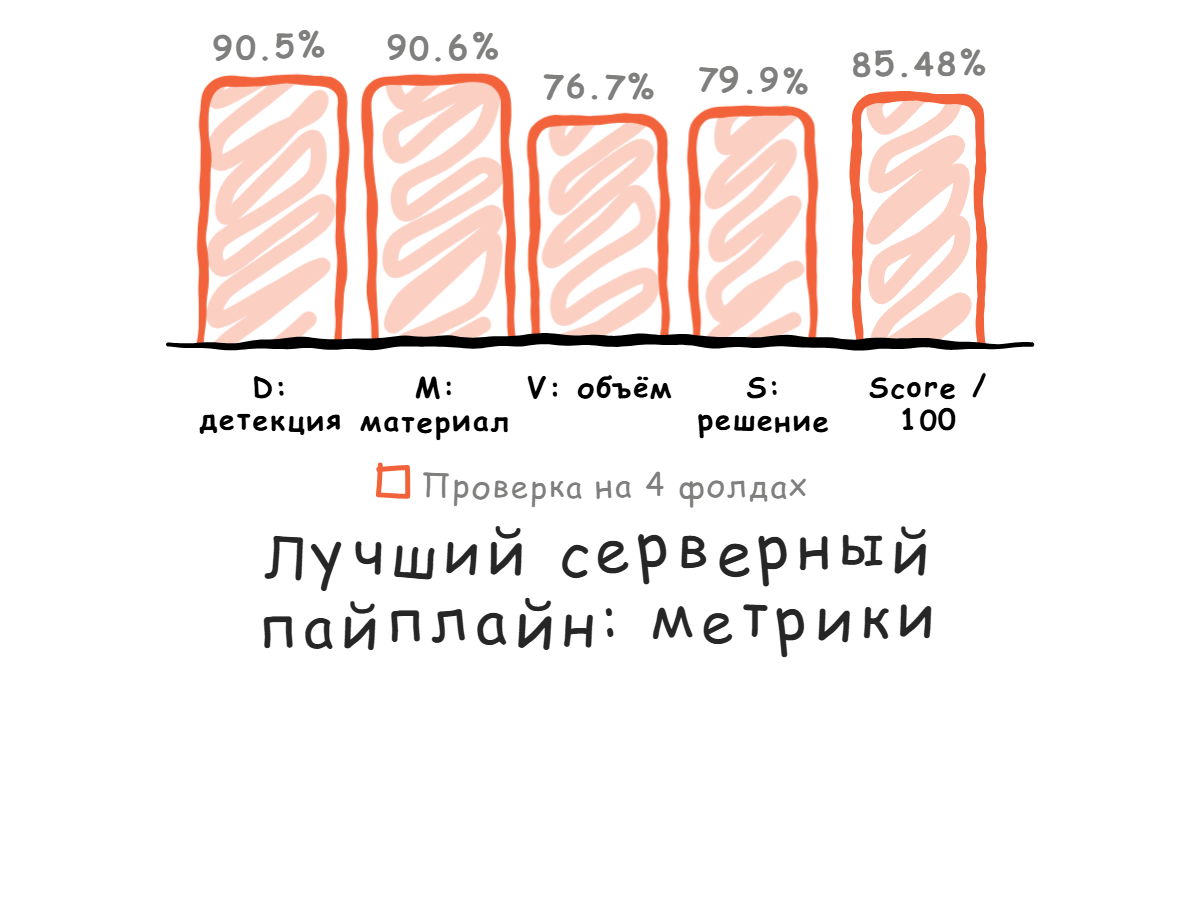 90.5% 90.6% 76.7% 79.9% 85.48%
D: M: V: объём S: Score /
детекция материал решение 100
Проверка на 4 фолдах
Лучший серверный
пайплайн: метрики